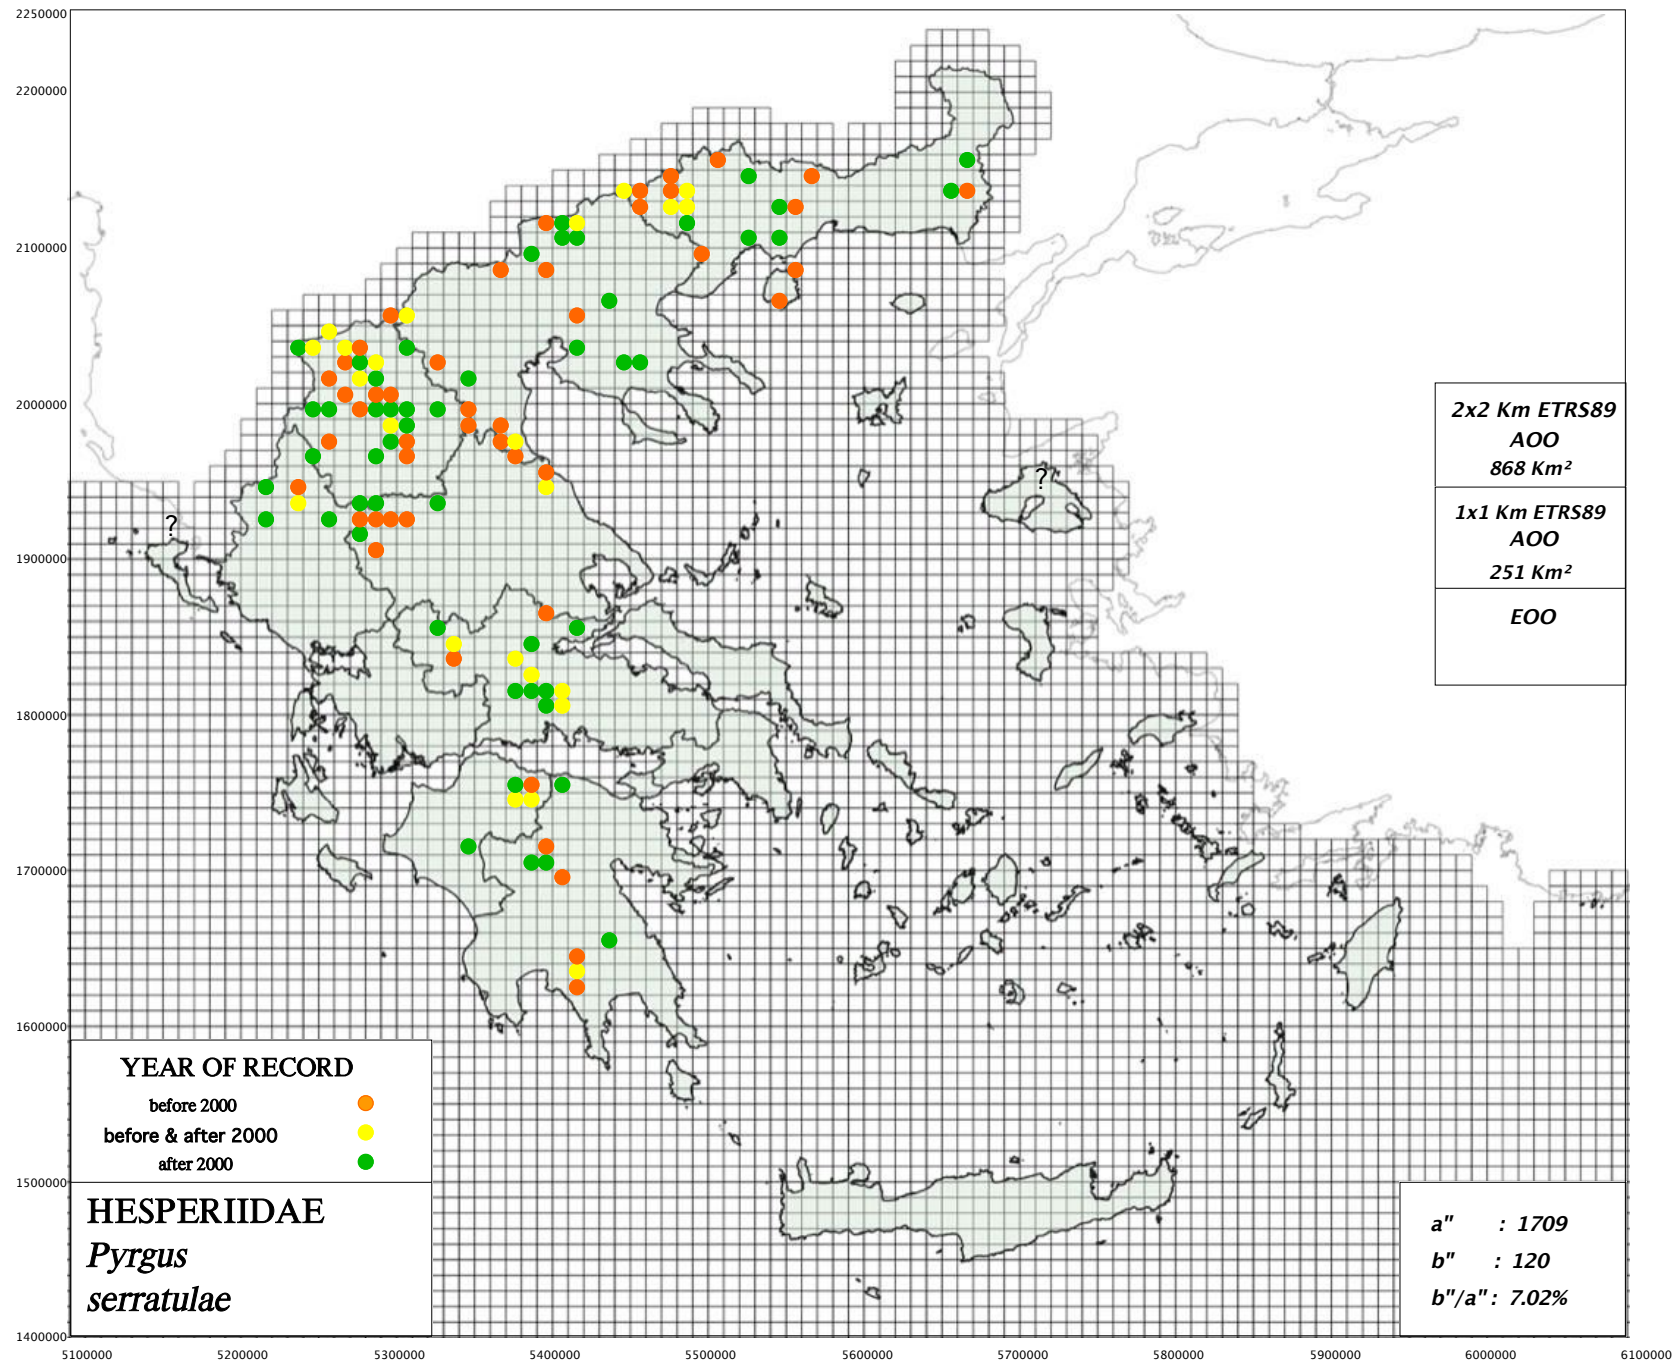 2250000
2200000
2100000
2000000
1900000
1800000
1700000
1600000
1500000
1400000
?
?
2x2 Km ETRS89
AOO
868 Km²
1x1 Km ETRS89
AOO
251 Km²
EOO
YEAR OF RECORD
before 2000
before & after 2000
after 2000
HESPERIIDAE
Pyrgus
serratulae
a" : 1709
b" : 120
b"/a" : 7.02%
5100000 5200000 5300000 5400000 5500000 5600000 5700000 5800000 5900000 6000000 6100000